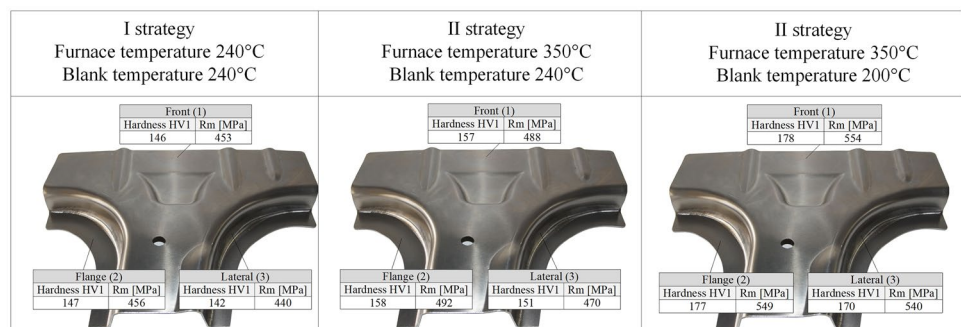 I strategy
Furnace temperature 240°C
Blank temperature 240°C
II strategy
Furnace temperature 350°C
Blank temperature 240°C
II strategy
Furnace temperature 350°C
Blank temperature 200°C
Front (1)
Hardness HV1 Rm [MPa]
146 453
Flange (2)
Hardness HV1 Rm [MPa]
147 456
Lateral (3)
Hardness HV1 Rm [MPa]
142 440
Front (1)
Hardness HV1 Rm [MPa]
157 488
Flange (2)
Hardness HV1 Rm [MPa]
158 492
Lateral (3)
Hardness HV1 Rm [MPa]
151 470
Front (1)
Hardness HV1 Rm [MPa]
178 554
Flange (2)
Hardness HV1 Rm [MPa]
177 549
Lateral (3)
Hardness HV1 Rm [MPa]
170 540